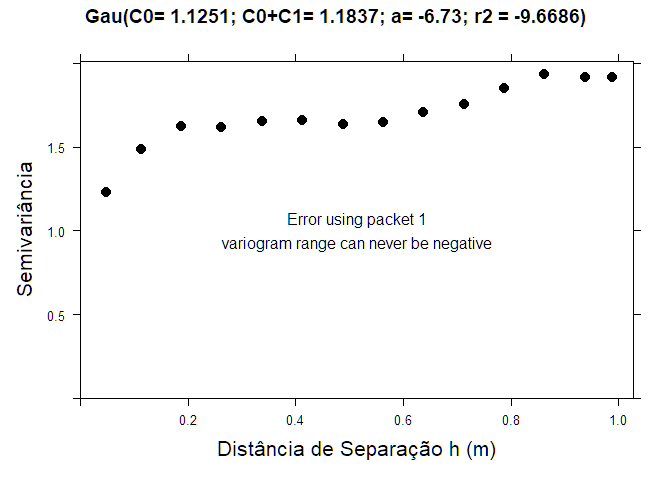 Gau(C0= 1.1251; C0+C1= 1.1837; a= -6.73; r2 = -9.6686)
Semivariância
1.5
1.0
0.5
Error using packet 1
variogram range can never be negative
0.2 0.4 0.6 0.8 1.0
Distância de Separação h (m)